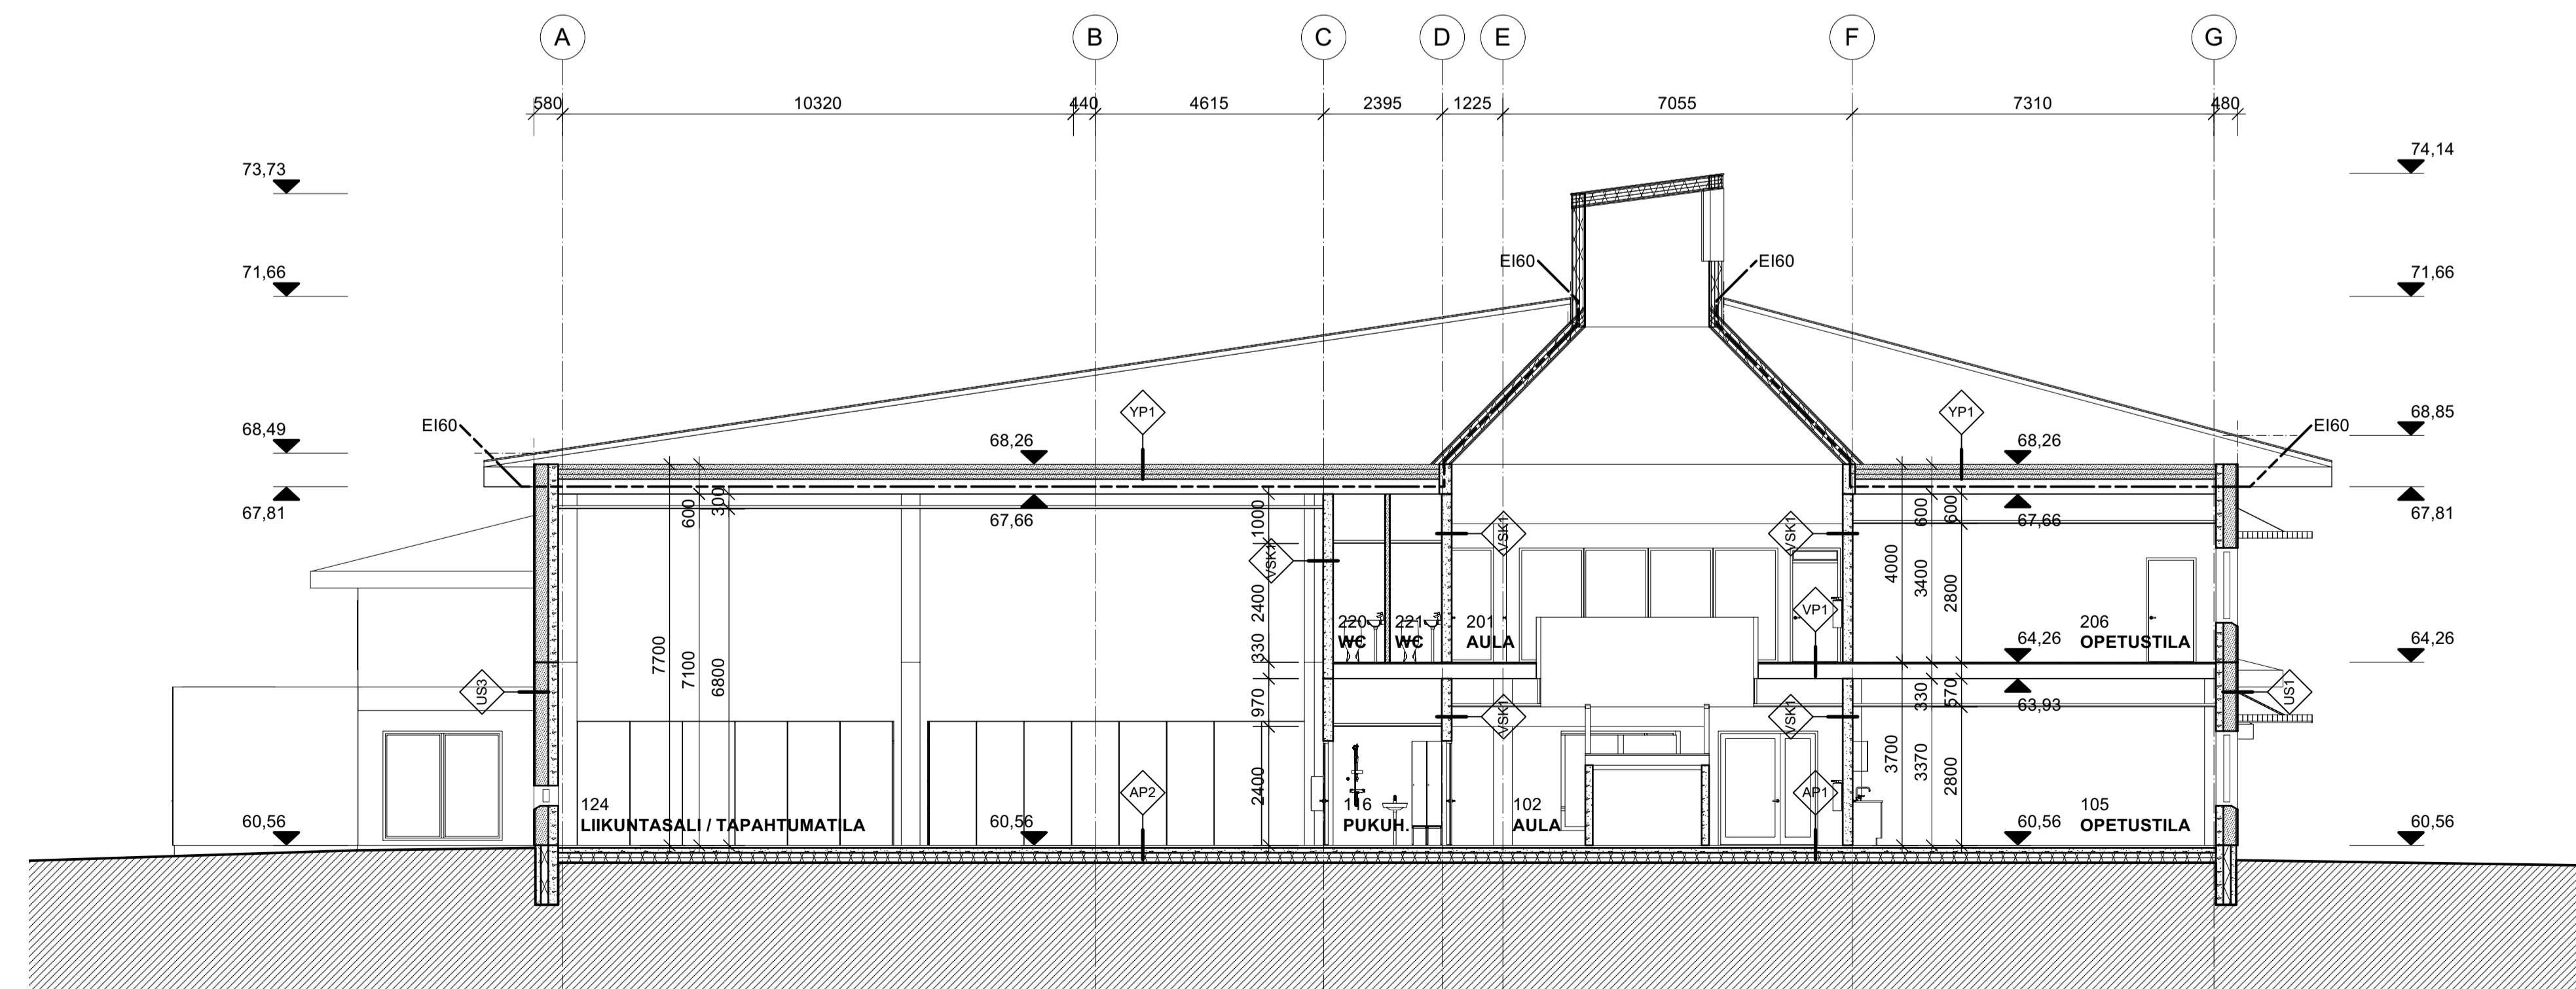 A B C D E F G
580 10320 440 4615 2395 1225 7055 7310 480
73,73
74,14
71,66
EI60
EI60
71,66
68,49
EI60
YP1
YP1
68,85
EI60
68,26
68,26
67,81
67,66
67,66
67,81
600
300
1000
600
600
VSK1
VSK1
VSK1
4000
3400
2800
2400
330
VP1
220
WC
221
WC
201
AULA
206
OPETUSTILA
64,26
64,26
7700
7100
6800
US3
US1
970
VSK1
VSK1
330
570
63,93
3700
3370
2800
2400
AP2
AP1
60,56
124
LIIKUNTASALI / TAPAHTUMATILA
60,56
116
PUKUH.
102
AULA
60,56
105
OPETUSTILA
60,56